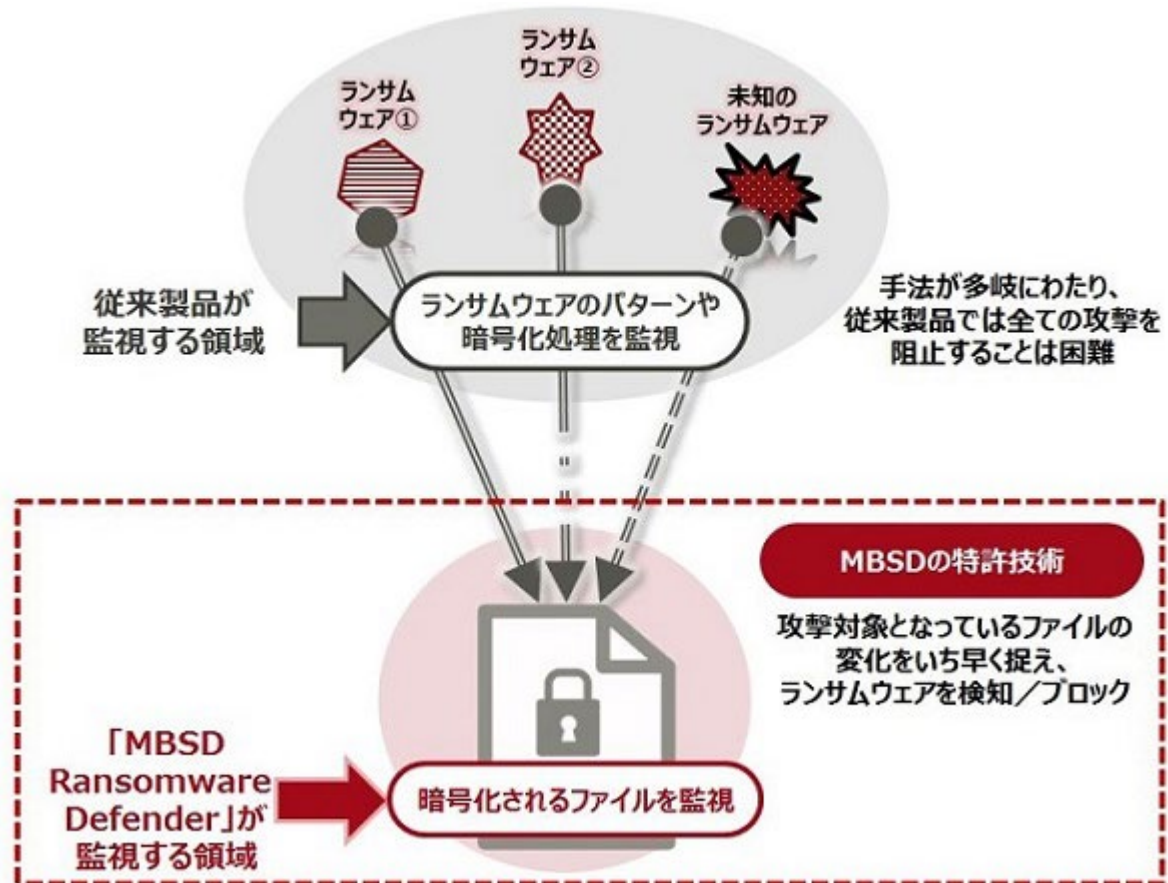 ランサム
ウェア②
ランサム
ウェア①
未知の
ランサムウェア
従来製品が
監視する領域
ランサムウェアのパターンや
暗号化処理を監視
手法が多岐にわたり、
従来製品では全ての攻撃を
阻止することは困難
MBSDの特許技術
攻撃対象となっているファイルの
変化をいち早く捉え、
ランサムウェアを検知／ブロック
「MBSD
Ransomware
Defender」が
監視する領域
暗号化されるファイルを監視